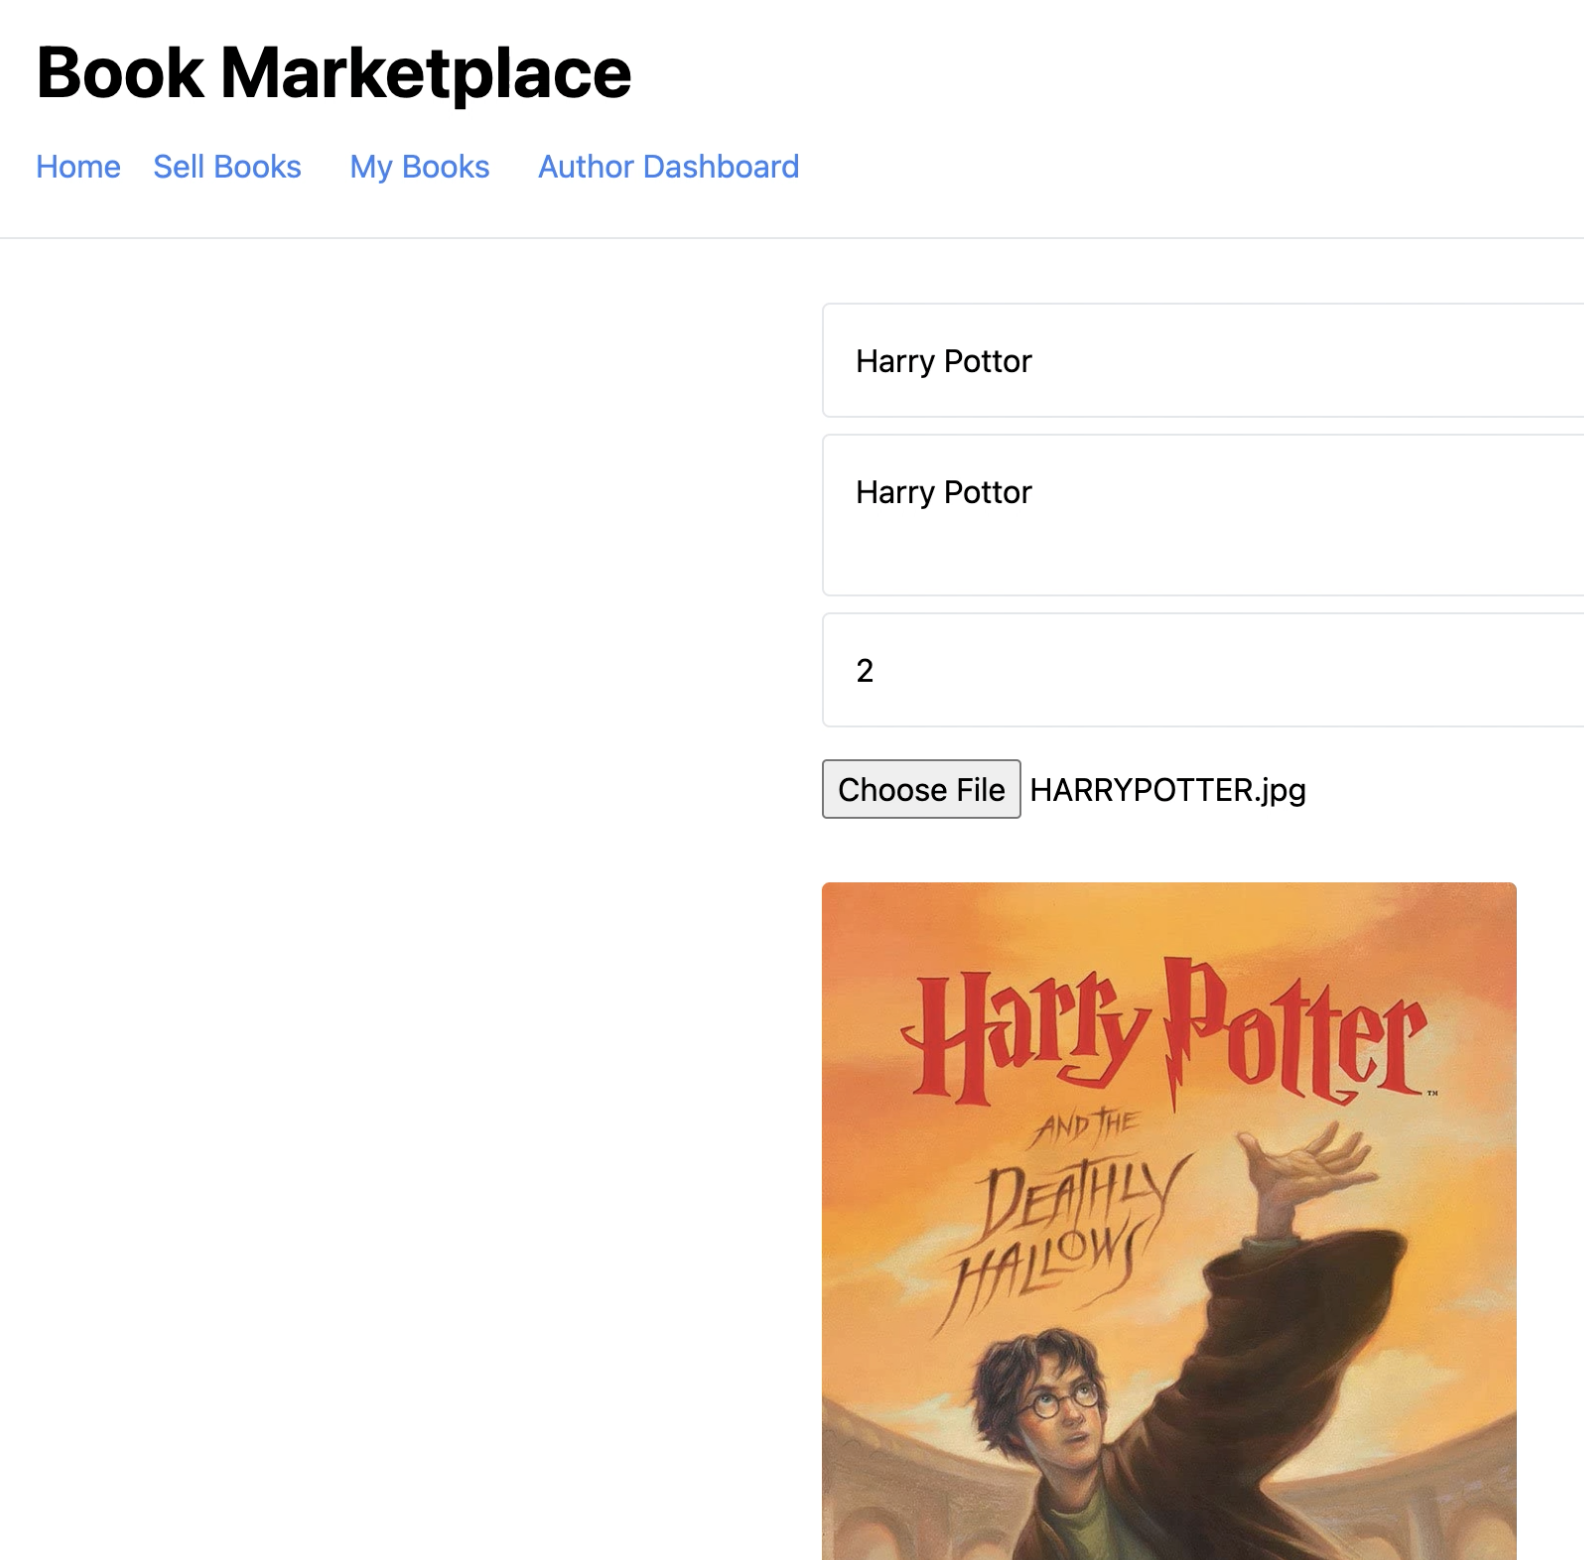 Book Marketplace
Home Sell Books My Books Author Dashboard
Harry Pottor
Harry Pottor
2
Choose File HARRYPOTTER.jpg
Harry Potter™
AND THE
DEATHLY
HALLOWS